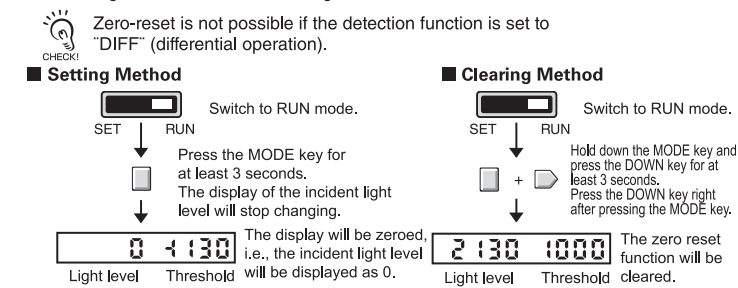 Zero-reset is not possible if the detection function is set to
"DIFF" (differential operation).
CHECK!
■ Setting Method
Switch to RUN mode.
SET RUN
Press the MODE key for
at least 3 seconds.
The display of the incident light
level will stop changing.
0 -1130
Light level Threshold
The display will be zeroed,
i.e., the incident light level
will be displayed as 0.
■ Clearing Method
Switch to RUN mode.
SET RUN
Hold down the MODE key and
press the DOWN key for at
least 3 seconds.
Press the DOWN key right
after pressing the MODE key.
+
2130 1000
Light level Threshold
The zero reset
function will be
cleared.